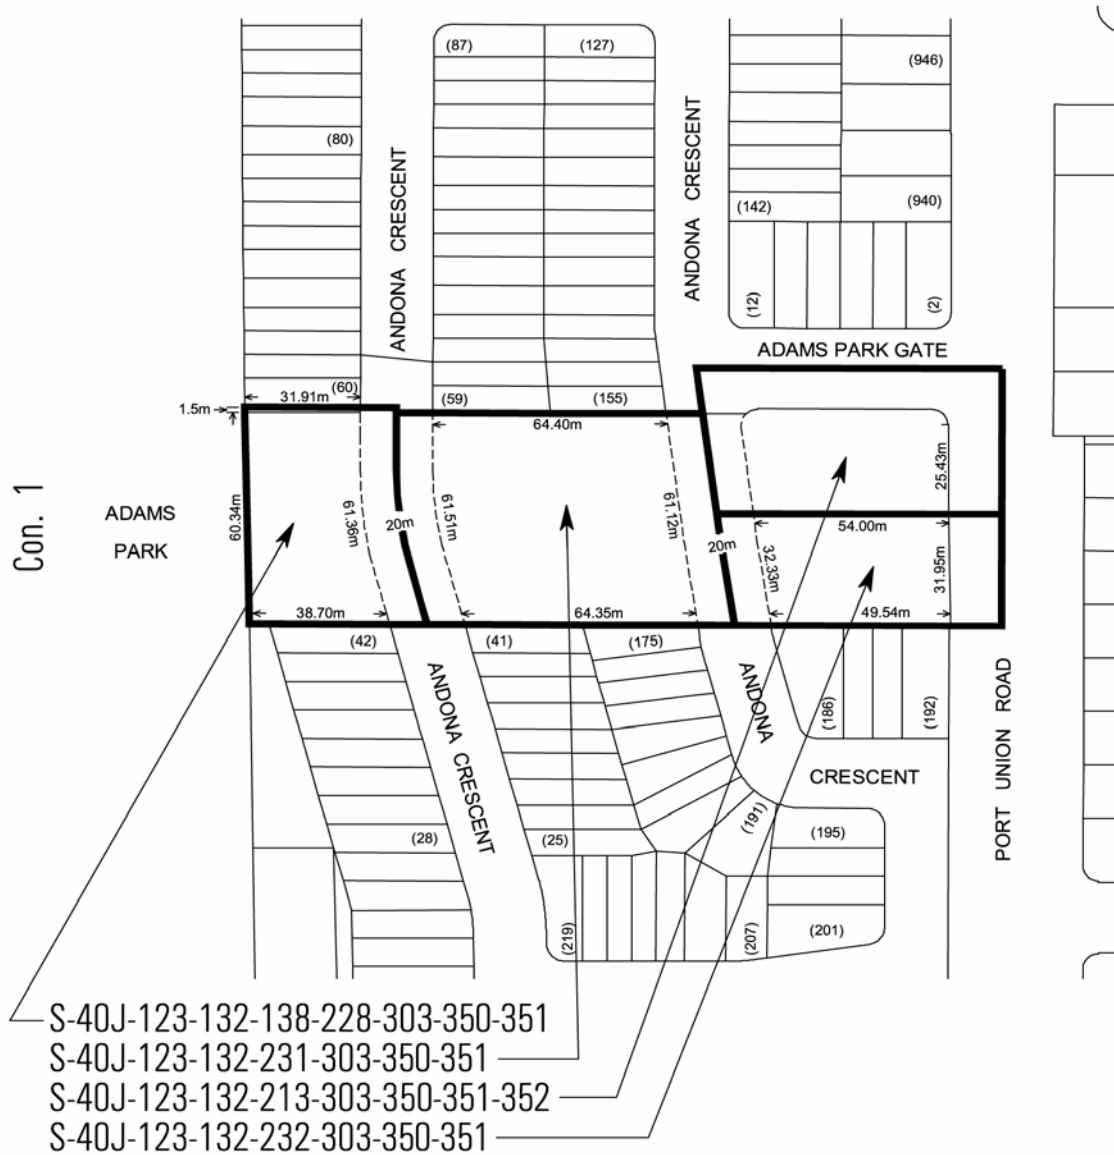 (87)
(127)
(946)
(80)
ANDONA CRESCENT
ANDONA CRESCENT
(142)
(940)
(12)
(2)
ADAMS PARK GATE
(60)
31.91m
1.5m
(59)
(155)
64.40m
25.43m
Con. 1
ADAMS
PARK
60.34m
61.36m
20m
61.51m
61.12m
20m
54.00m
32.33m
31.95m
38.70m
64.35m
49.54m
(42)
(41)
(175)
ANDONA CRESCENT
ANDONA
CRESCENT
(186)
(192)
PORT UNION ROAD
(28)
(25)
(191)
(195)
(219)
(207)
(201)
S-40J-123-132-138-228-303-350-351
S-40J-123-132-231-303-350-351
S-40J-123-132-213-303-350-351-352
S-40J-123-132-232-303-350-351